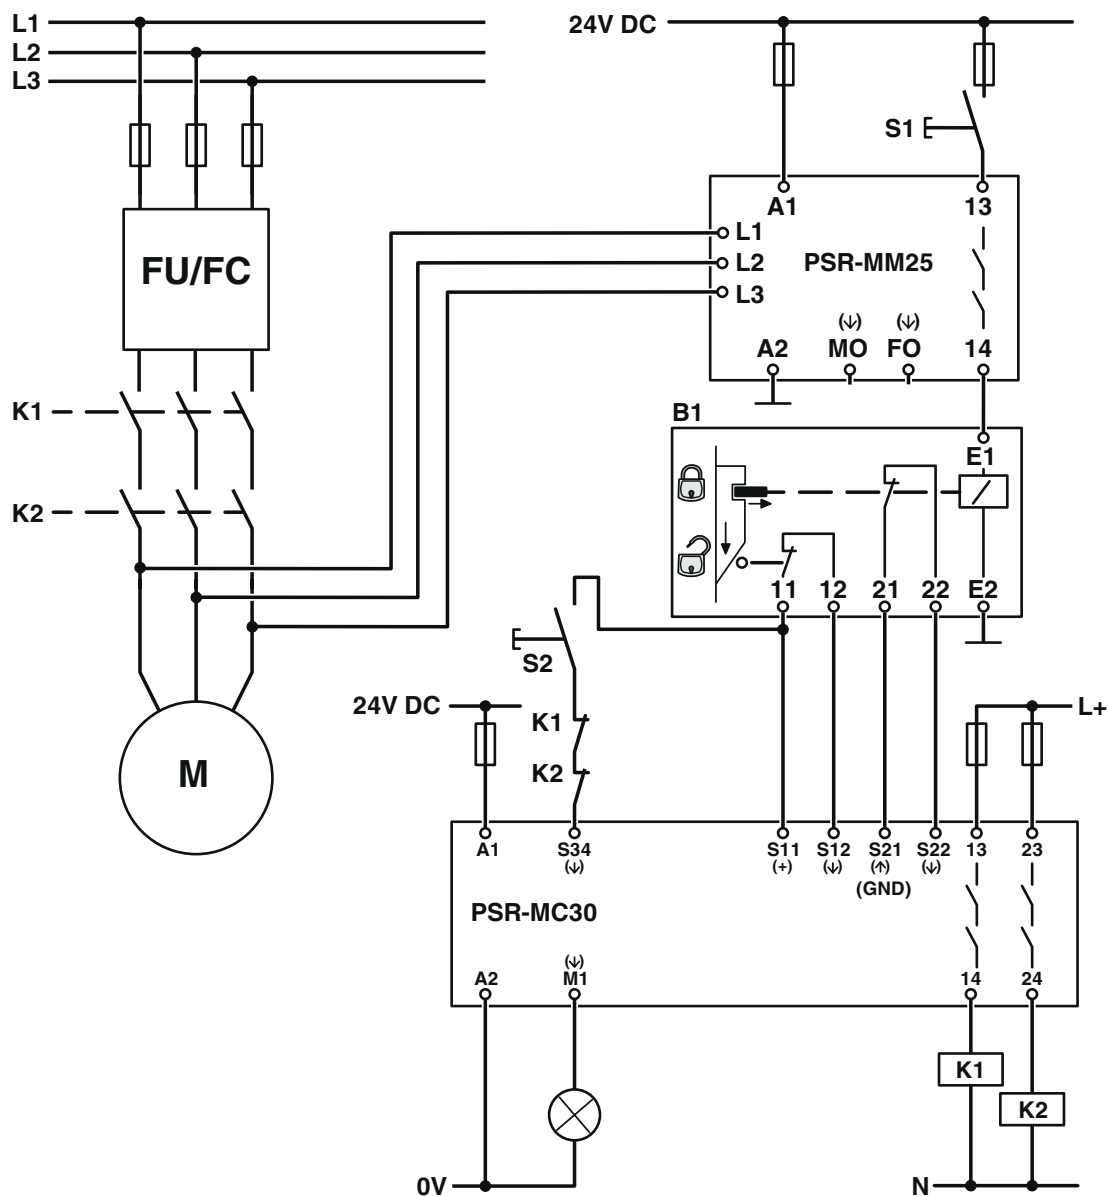 L1
L2
L3
24V DC
S1
A1
13
FU/FC
L1
L2
L3
PSR-MM25
A2
MO
FO
14
K1
B1
E1
K2
11
12
21
22
E2
S2
24V DC
K1
K2
L+
M
A1
S34
S11
(+)
S12
S21
(GND)
S22
13
23
PSR-MC30
A2
M1
14
24
K1
K2
0V
N